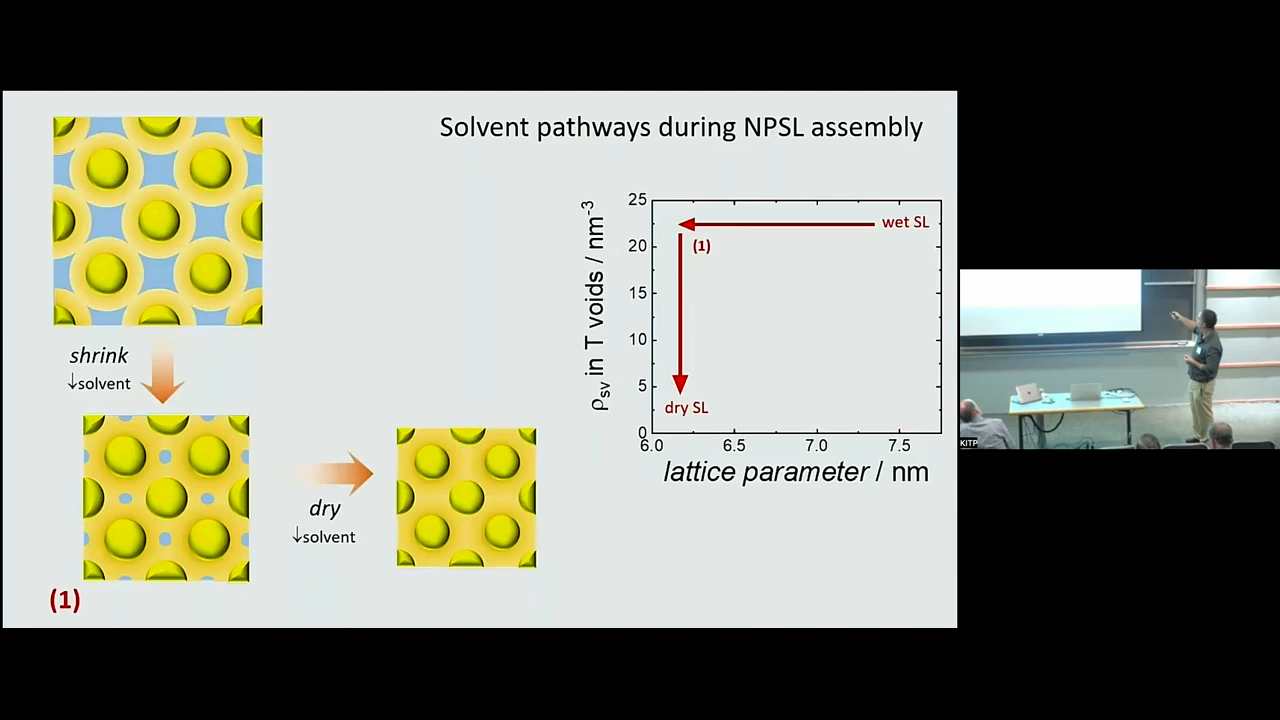 Solvent pathways during NPSL assembly
shrink
↓solvent
dry
↓solvent
(1)
ρsv in T voids / nm-3
25
20
15
10
5
0
wet SL
(1)
dry SL
6.0 6.5 7.0 7.5
lattice parameter / nm
KITP